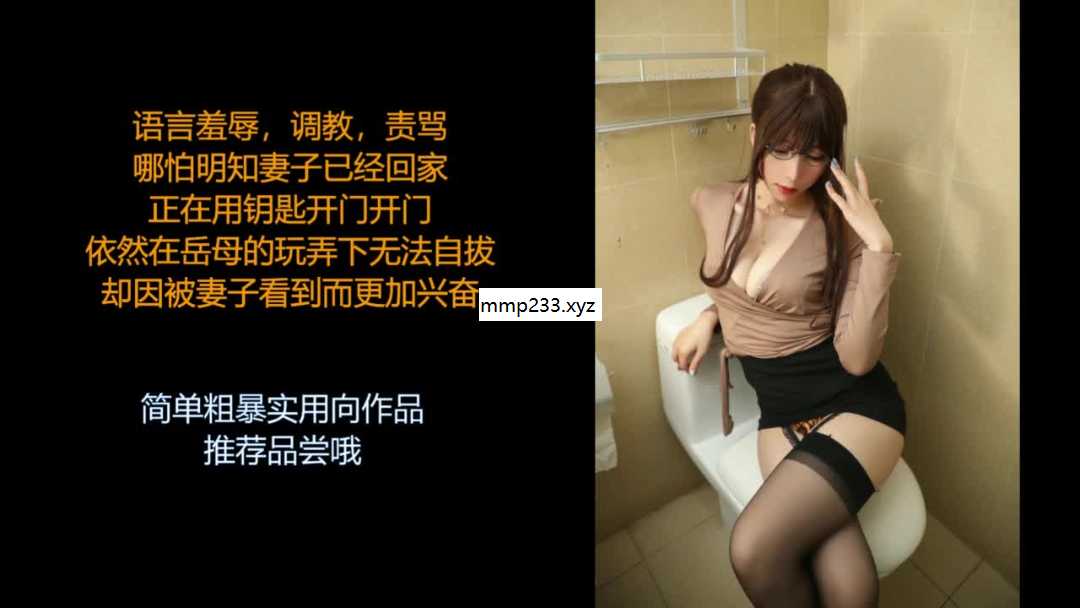 语言羞辱，调教，责骂
哪怕明知妻子已经回家
正在用钥匙开门开门
依然在岳母的玩弄下无法自拔
却因被妻子看到而更加兴奋
mmp233.xyz
简单粗暴实用向作品
推荐品尝哦